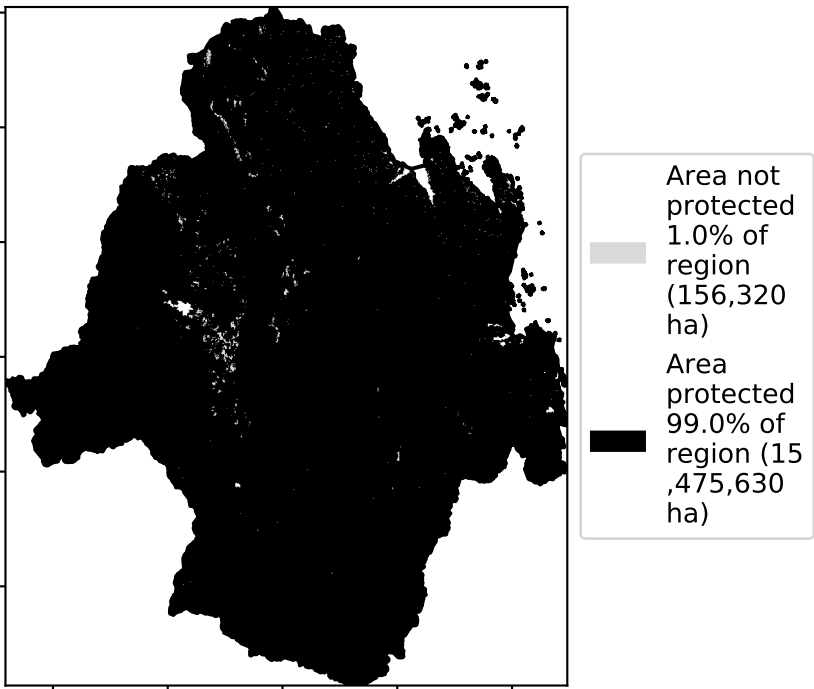 Area not
protected
1.0% of
region
(156,320
ha)
Area
protected
99.0% of
region (15
,475,630
ha)